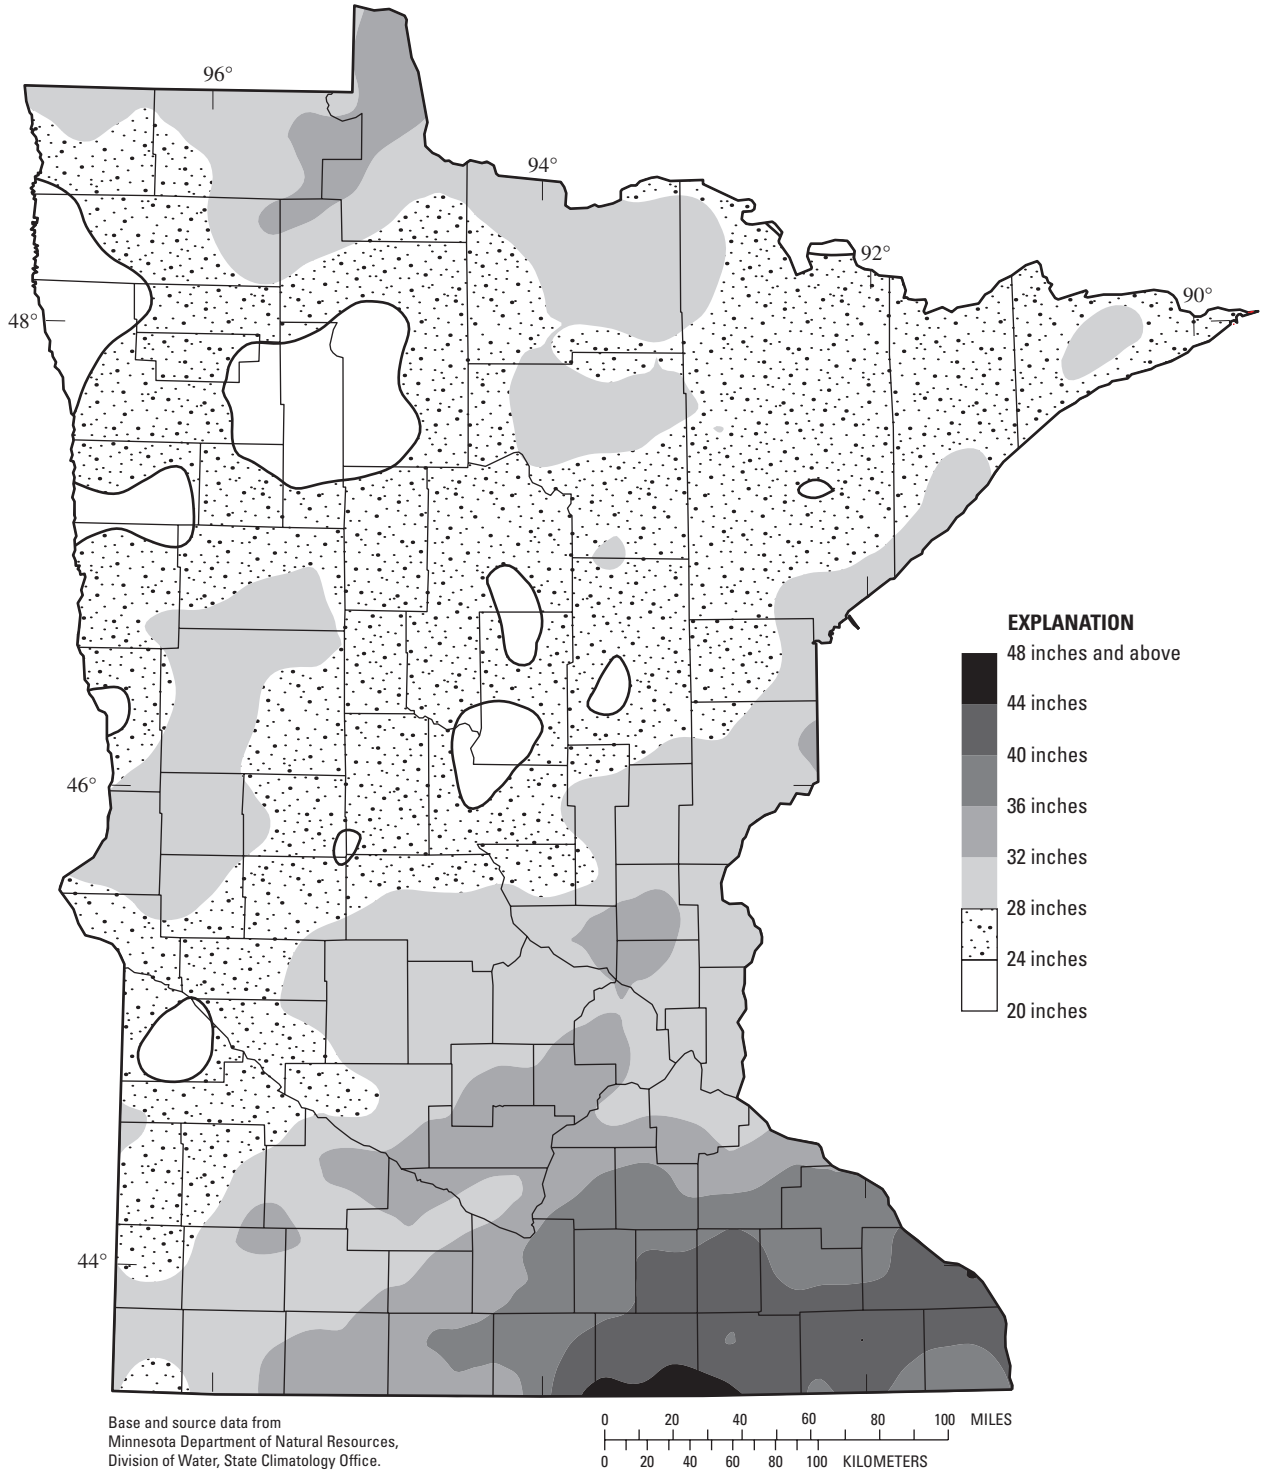 96°
94°
92°
90°
48°
EXPLANATION
48 inches and above
44 inches
40 inches
36 inches
46°
32 inches
28 inches
24 inches
20 inches
44°
Base and source data from
Minnesota Department of Natural Resources,
Division of Water, State Climatology Office.
0 20 40 60 80 100 MILES
0 20 40 60 80 100 KILOMETERS